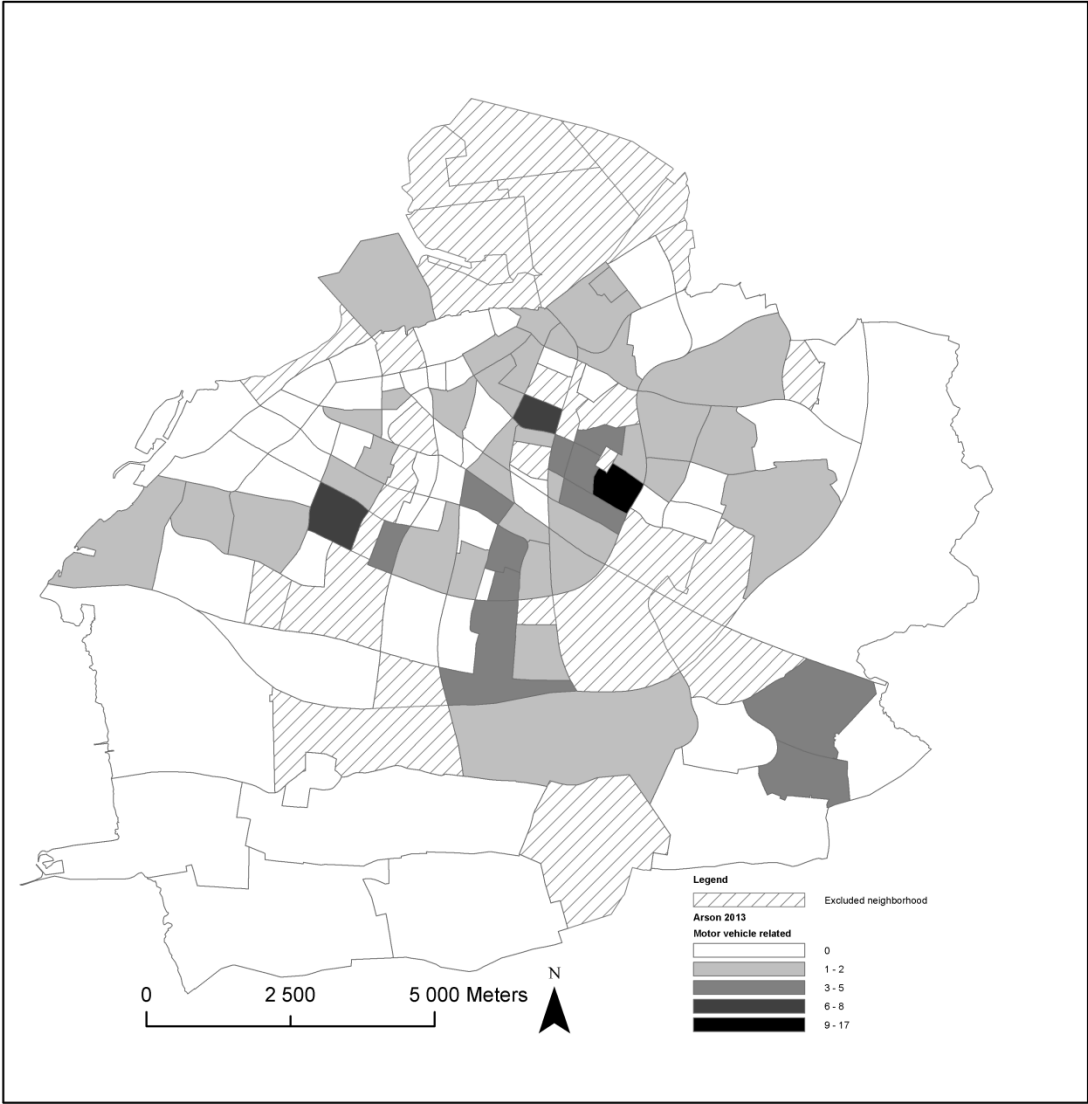 Legend
Excluded neighborhood
Arson 2013
Motor vehicle related
0
1 - 2
3 - 5
6 - 8
9 - 17
N
0 2 500 5 000 Meters